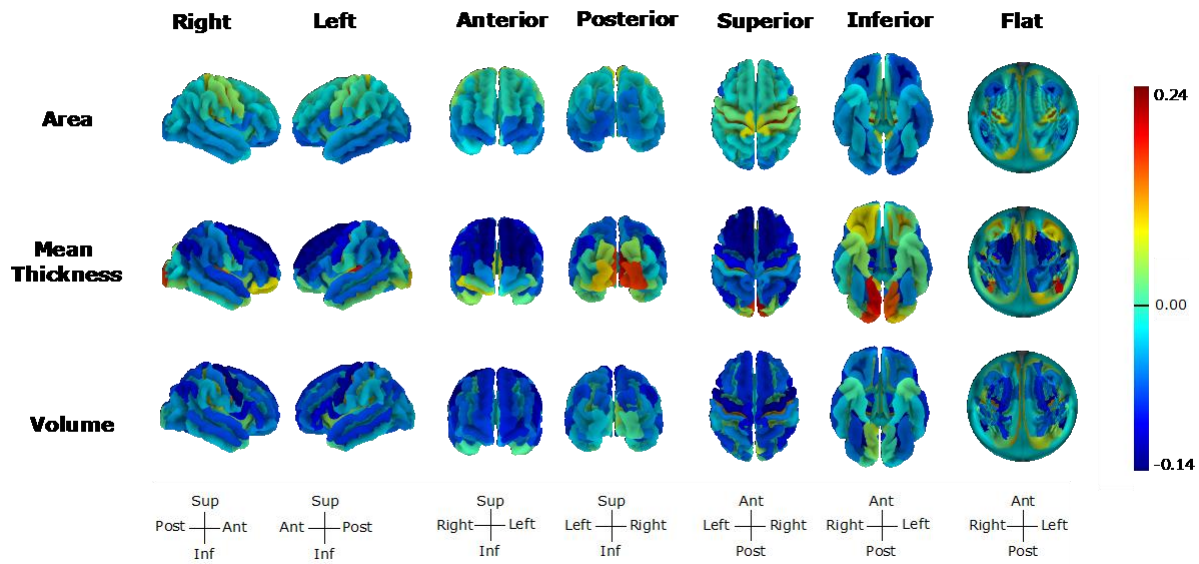 Right Left Anterior Posterior Superior Inferior Flat
Area
0.24
Mean
Thickness
0.00
Volume
-0.14
Sup Sup Sup Sup Ant Ant Ant
Post Ant Ant Post Right Left Left Right Left Right Right Left Right Left
Inf Inf Inf Inf Post Post Post